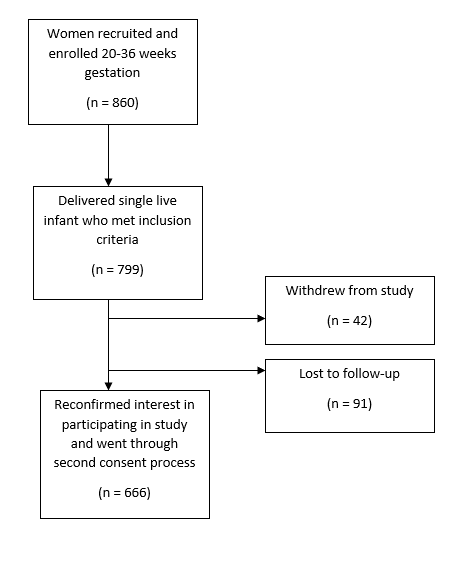 Women recruited and
enrolled 20-36 weeks
gestation
(n = 860)
Delivered single live
infant who met inclusion
criteria
(n = 799)
Withdrew from study
(n = 42)
Lost to follow-up
(n = 91)
Reconfirmed interest in
participating in study
and went through
second consent process
(n = 666)